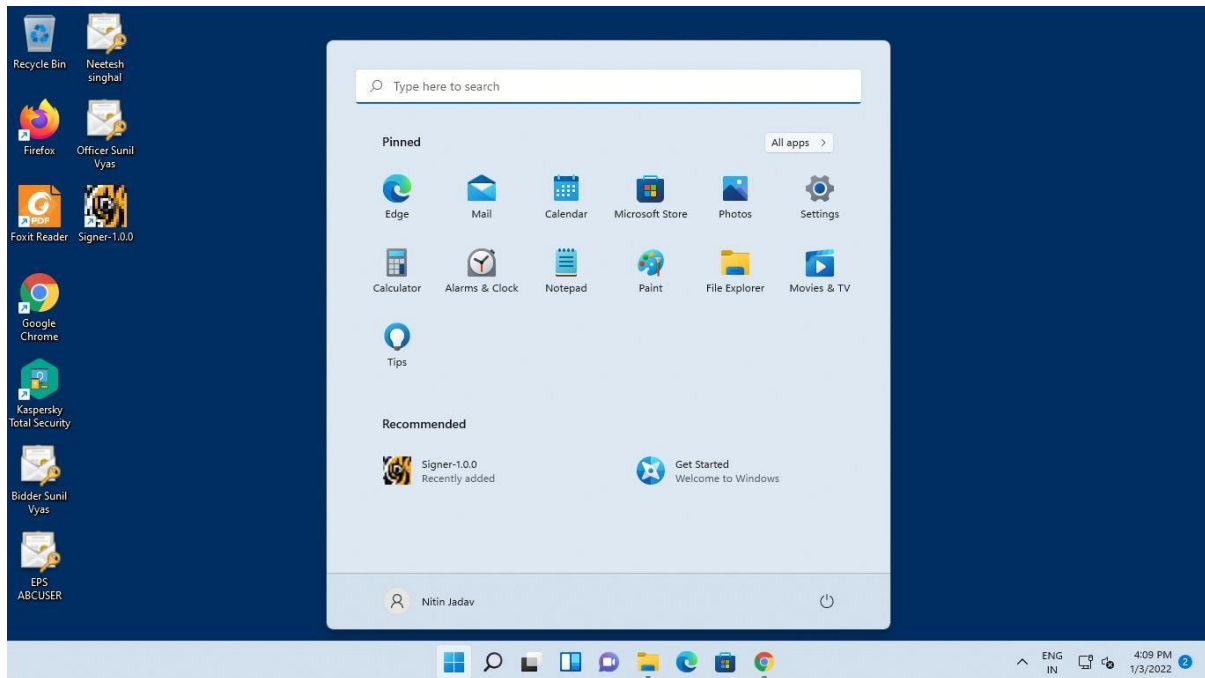 Recycle Bin
Neetesh
singhal
Firefox
Officer Sunil
Vyas
PDF
Foxit Reader
Signer-1.0.0
Google
Chrome
Kaspersky
Total Security
Bidder Sunil
Vyas
EPS
ABCUSER
Type here to search
Pinned
All apps >
Edge
Mail
Calendar
Microsoft Store
Photos
Settings
Calculator
Alarms & Clock
Notepad
Paint
File Explorer
Movies & TV
Tips
Recommended
Signer-1.0.0
Recently added
Get Started
Welcome to Windows
Nitin Jadav
ENG
IN
4:09 PM
1/3/2022
2